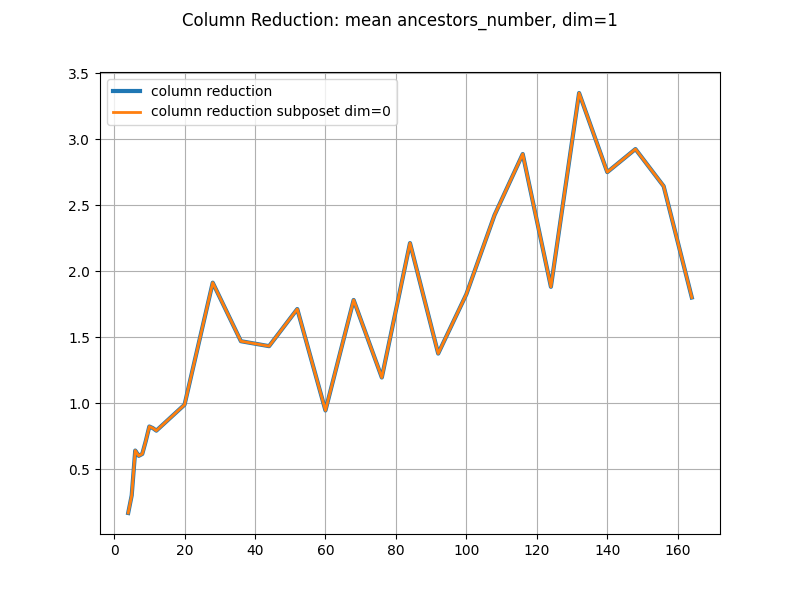 Column Reduction: mean ancestors_number, dim=1
column reduction
column reduction subposet dim=0
3.5
3.0
2.5
2.0
1.5
1.0
0.5
0 20 40 60 80 100 120 140 160